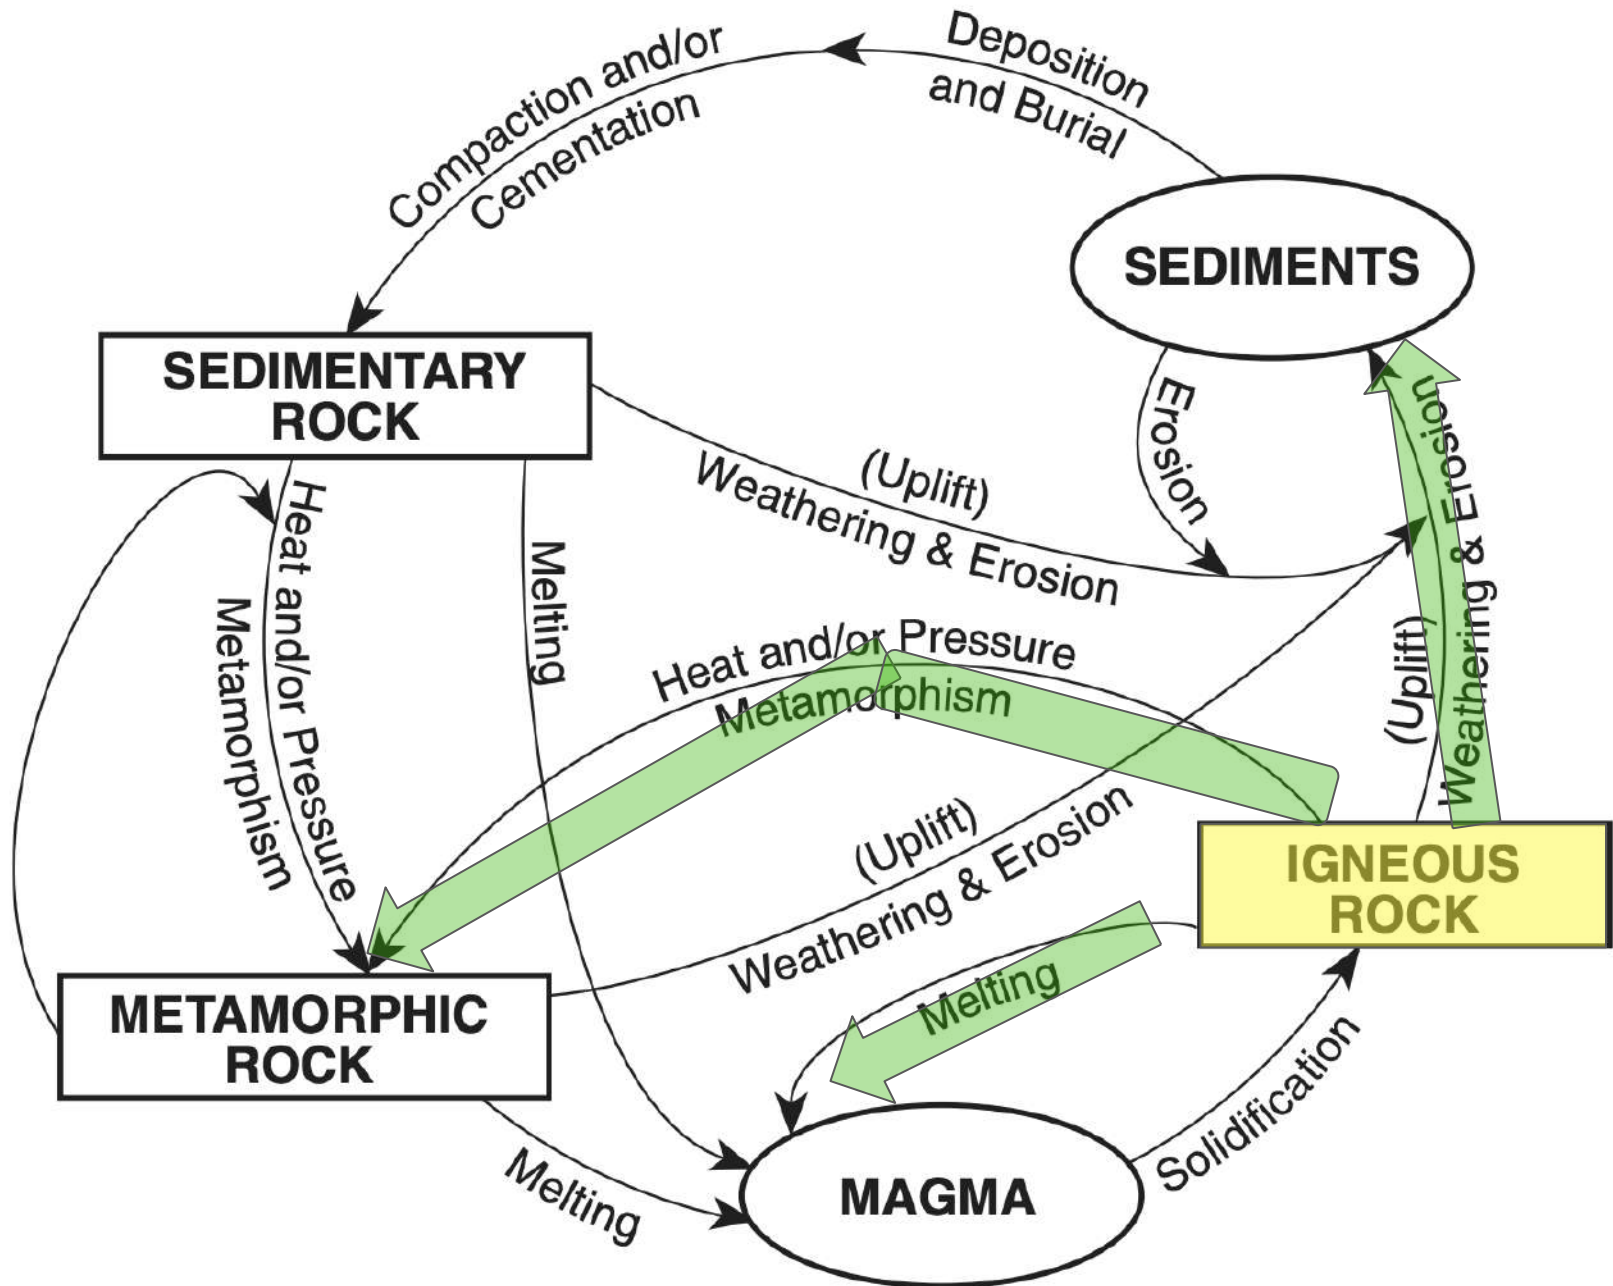 Deposition
and Burial
Compaction and/or
Cementation
SEDIMENTS
SEDIMENTARY
ROCK
Erosion
(Uplift)
Weathering & Erosion
(Uplift)
Weathering & Erosion
Heat and/or Pressure
Metamorphism
Melting
Heat and/or Pressure
Metamorphism
(Uplift)
Weathering & Erosion
IGNEOUS
ROCK
Melting
METAMORPHIC
ROCK
Solidification
Melting
MAGMA